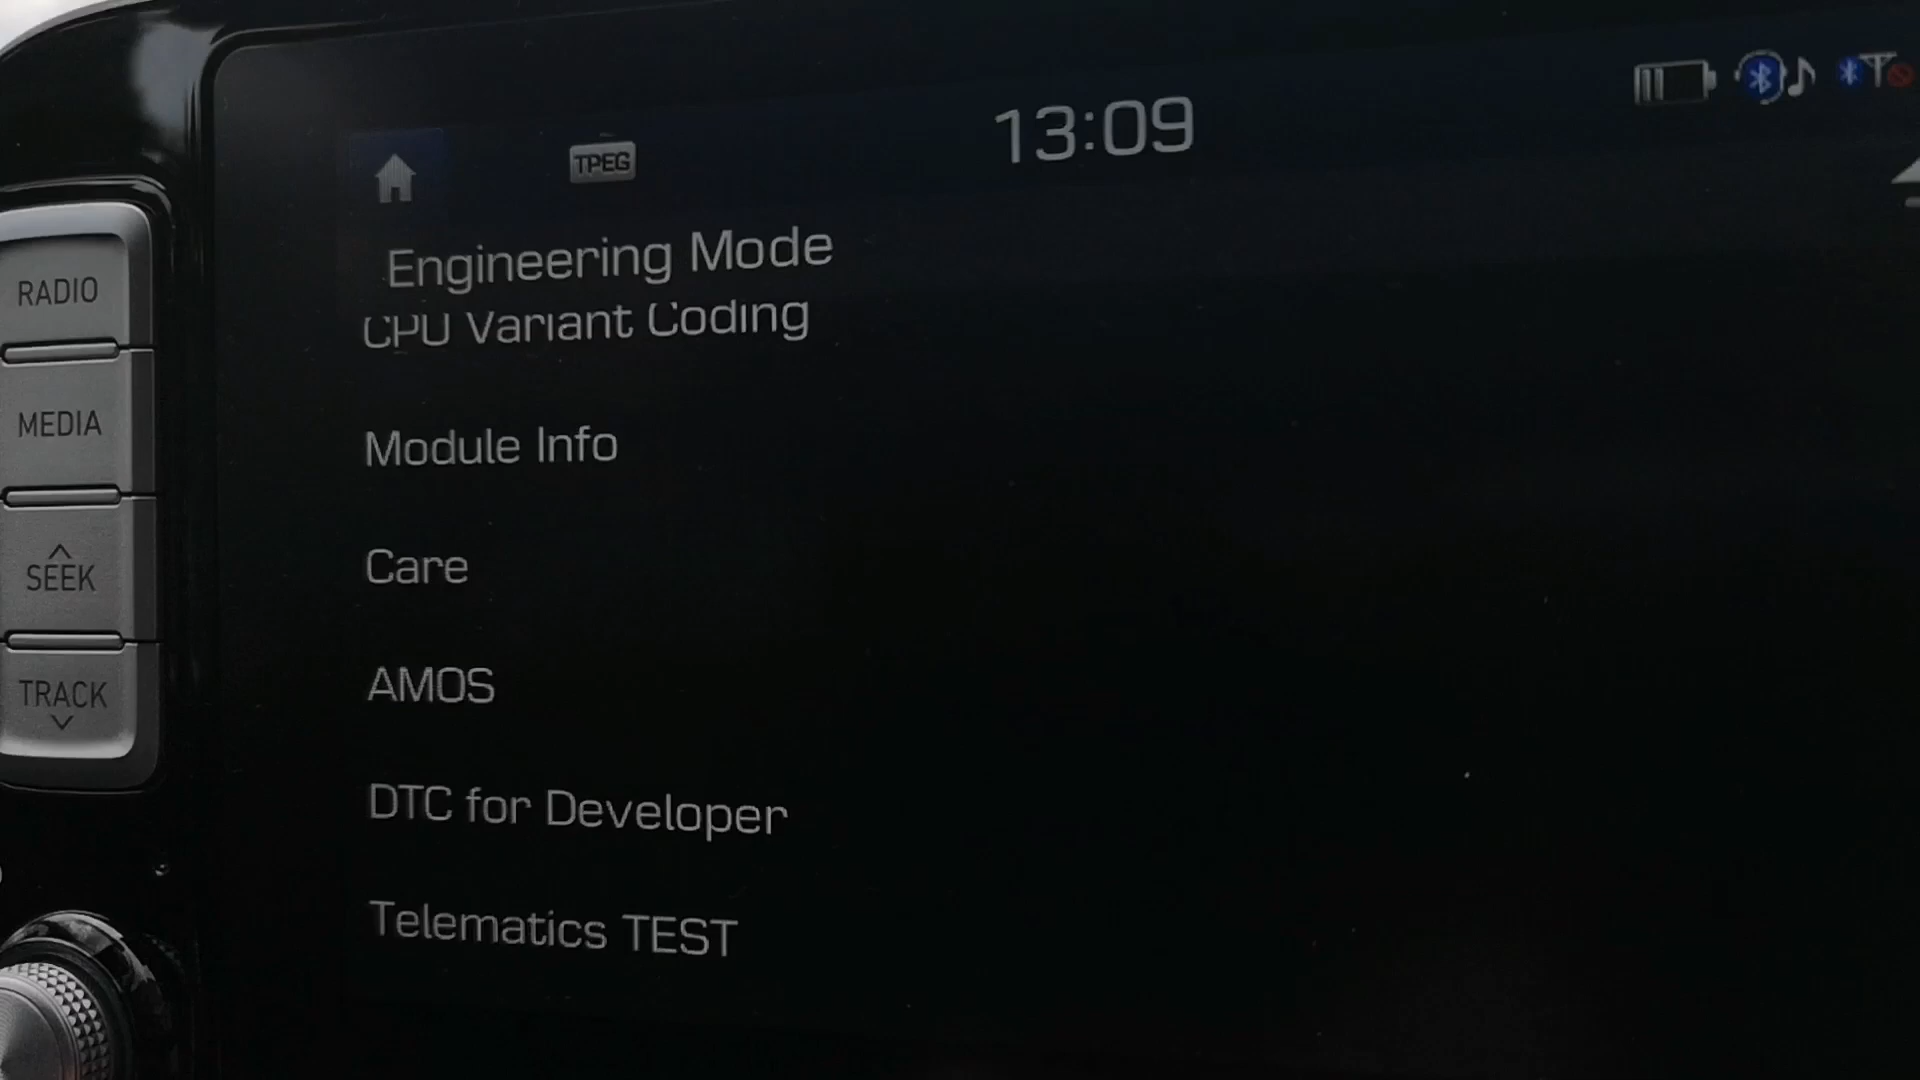 13:09
TPEG
Engineering Mode
CPU Variant Coding
Module Info
Care
AMOS
DTC for Developer
Telematics TEST
RADIO
MEDIA
SEEK
TRACK